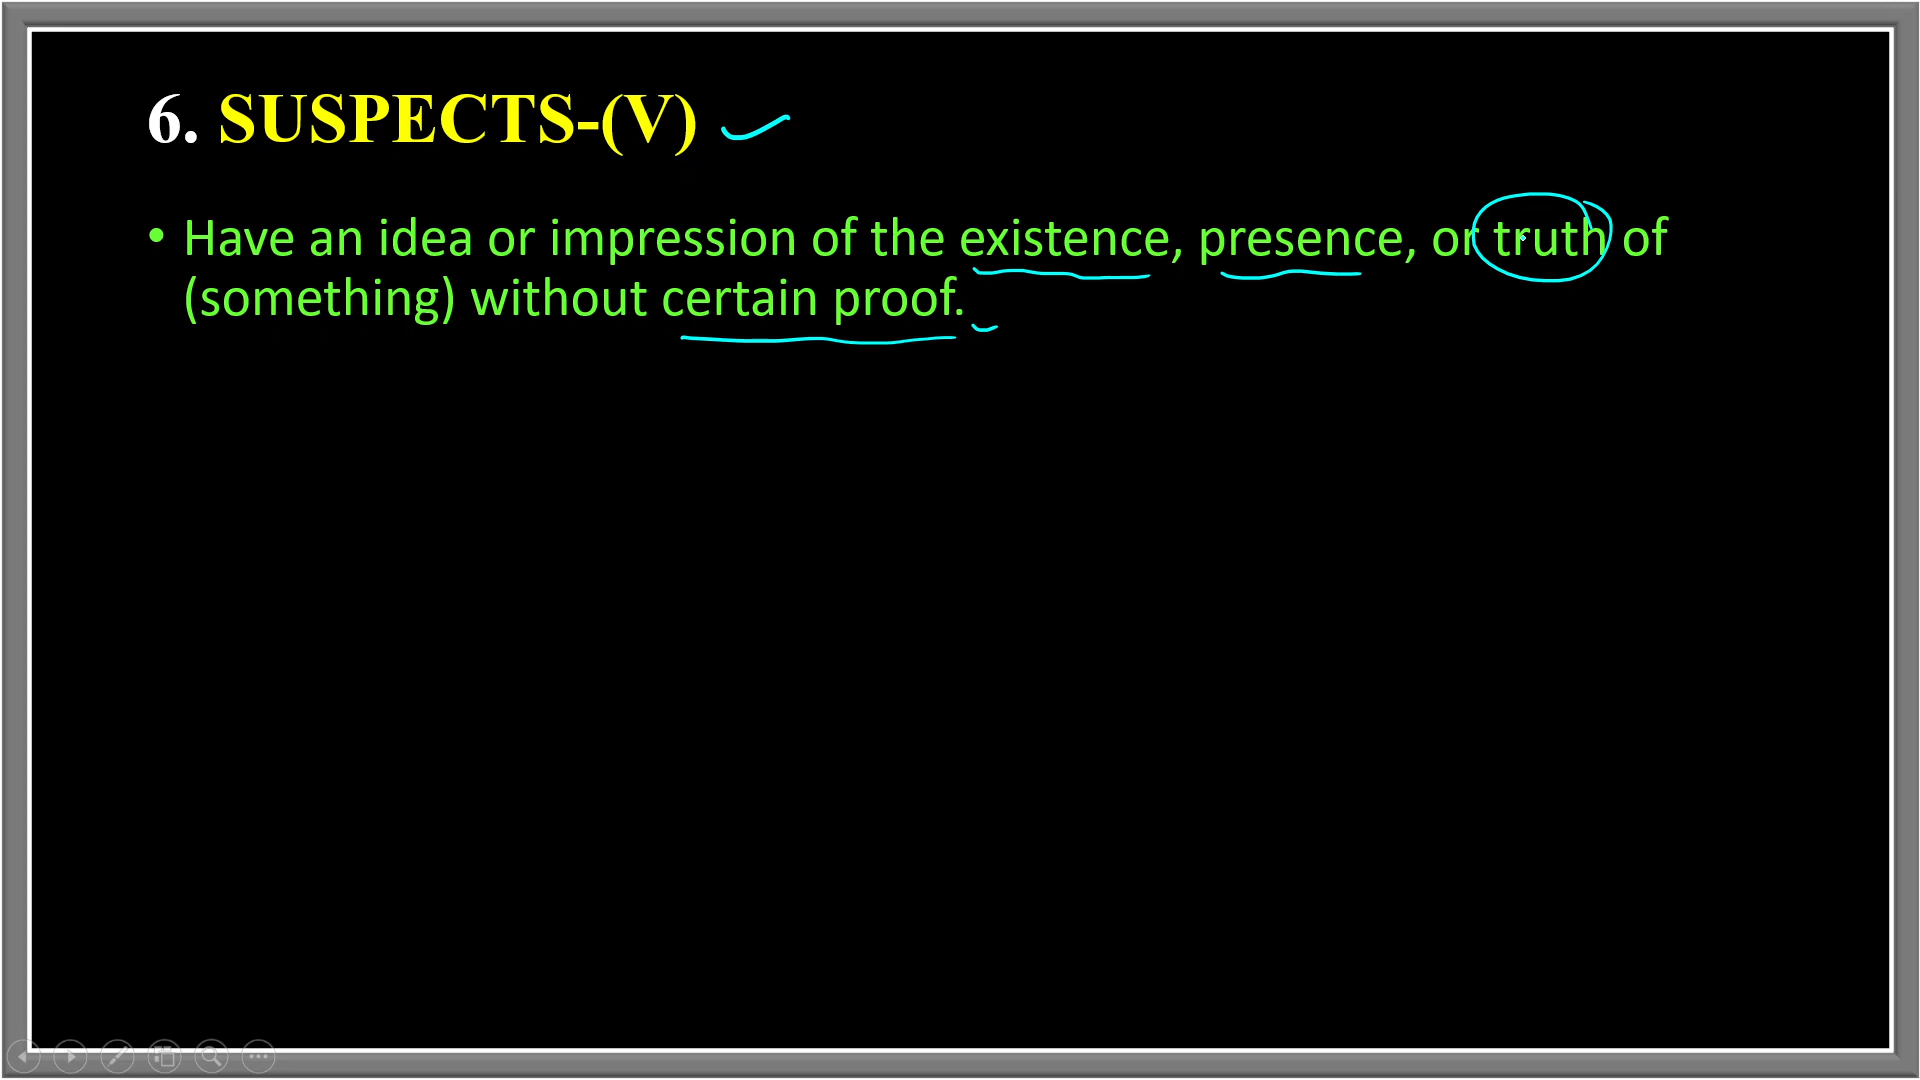 6. SUSPECTS-(V)
• Have an idea or impression of the existence, presence, or truth of
(something) without certain proof.